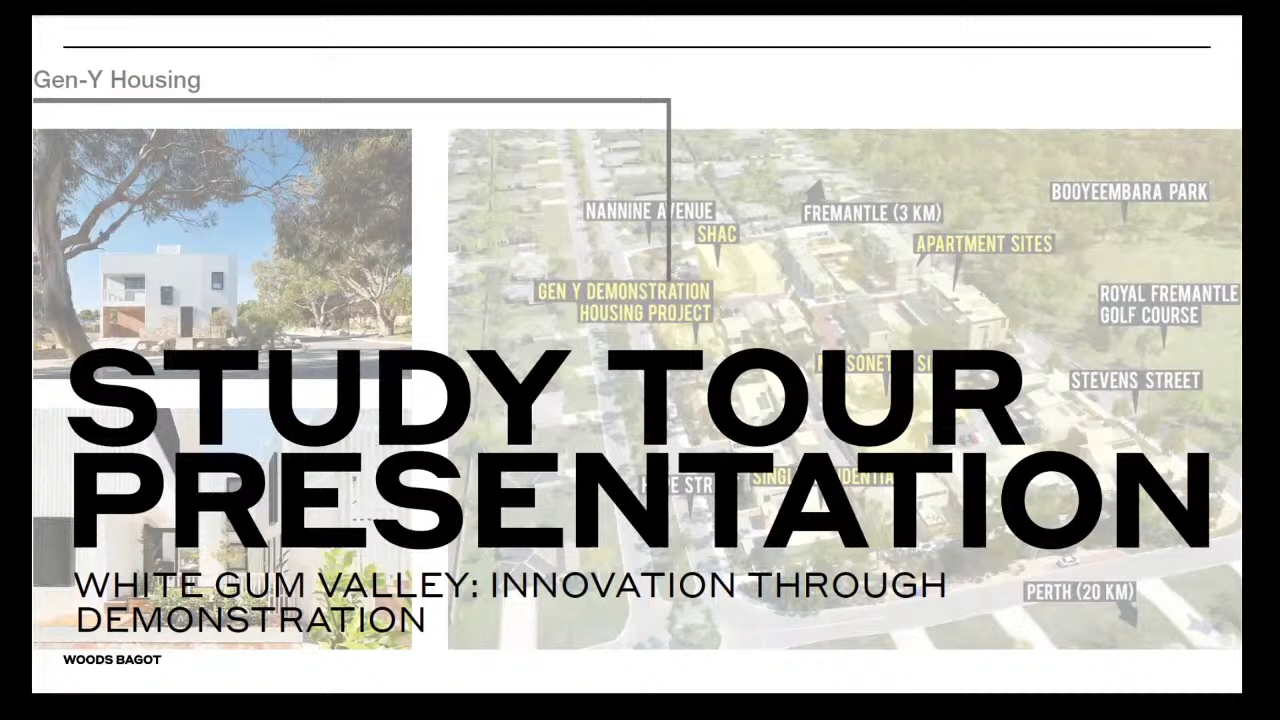 Gen-Y Housing
BOOYEEMBARA PARK
NANNINE AVENUE
FREMANTLE (3 KM)
SHAC
APARTMENT SITES
GEN Y DEMONSTRATION
HOUSING PROJECT
ROYAL FREMANTLE
GOLF COURSE
STEVENS STREET
STUDY TOUR
PRESENTATION
WHITE GUM VALLEY: INNOVATION THROUGH
DEMONSTRATION
PERTH (20 KM)
WOODS BAGOT